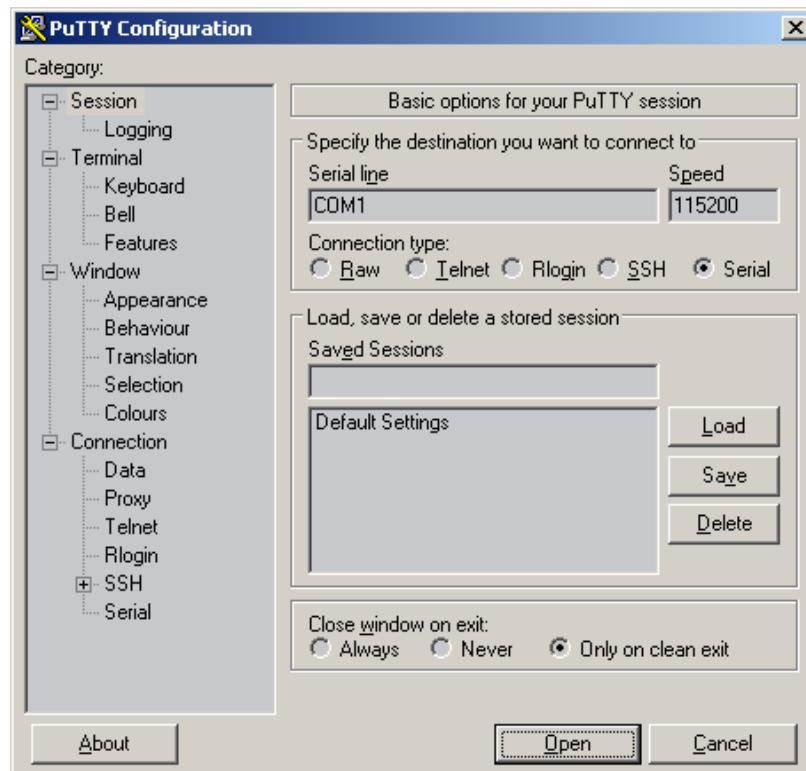 PuTTY Configuration
Category:
Session
Logging
Terminal
Keyboard
Bell
Features
Window
Appearance
Behaviour
Translation
Selection
Colours
Connection
Data
Proxy
Telnet
Rlogin
SSH
Serial
Basic options for your PuTTY session
Specify the destination you want to connect to
Serial line Speed
COM1 115200
Connection type:
Raw Telnet Rlogin SSH Serial
Load, save or delete a stored session
Saved Sessions
Default Settings
Load
Save
Delete
Close window on exit:
Always Never Only on clean exit
About Open Cancel